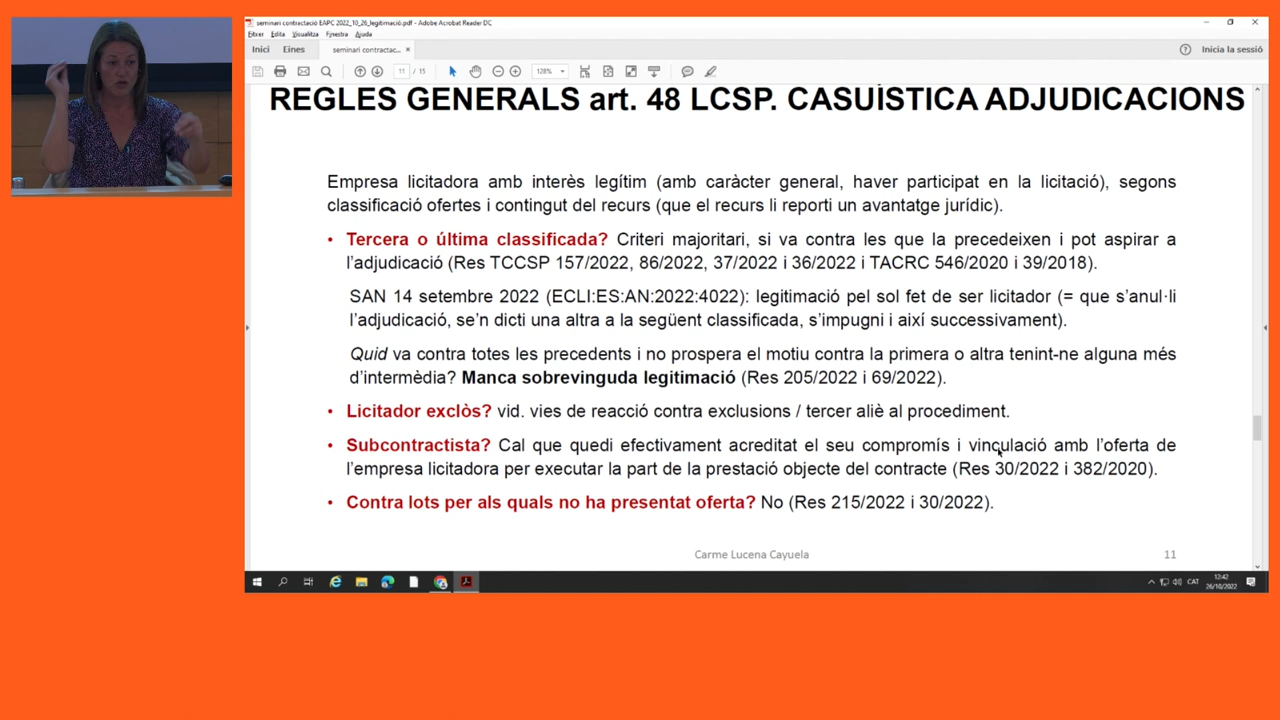 seminari contractació EAPC 2022_10_26_legitimació.pdf - Adobe Acrobat Reader DC
Fitxer Edita Visualitza Finestra Ajuda
Inici Eines seminari contractac... × Inicia la sessió
11 / 15 128%
REGLES GENERALS art. 48 LCSP. CASUÍSTICA ADJUDICACIONS
Empresa licitadora amb interès legítim (amb caràcter general, haver participat en la licitació), segons
classificació ofertes i contingut del recurs (que el recurs li reporti un avantatge jurídic).
• Tercera o última classificada? Criteri majoritari, si va contra les que la precedeixen i pot aspirar a
l’adjudicació (Res TCCSP 157/2022, 86/2022, 37/2022 i 36/2022 i TACRC 546/2020 i 39/2018).
SAN 14 setembre 2022 (ECLI:ES:AN:2022:4022): legitimació pel sol fet de ser licitador (= que s’anul·li
l’adjudicació, se’n dicti una altra a la següent classificada, s’impugni i així successivament).
Quid va contra totes les precedents i no prospera el motiu contra la primera o altra tenint-ne alguna més
d’intermèdia? Manca sobrevinguda legitimació (Res 205/2022 i 69/2022).
• Licitador exclòs? vid. vies de reacció contra exclusions / tercer aliè al procediment.
• Subcontractista? Cal que quedi efectivament acreditat el seu compromís i vinculació amb l’oferta de
l’empresa licitadora per executar la part de la prestació objecte del contracte (Res 30/2022 i 382/2020).
• Contra lots per als quals no ha presentat oferta? No (Res 215/2022 i 30/2022).
Carme Lucena Cayuela 11
CAT 12:42
26/10/2022